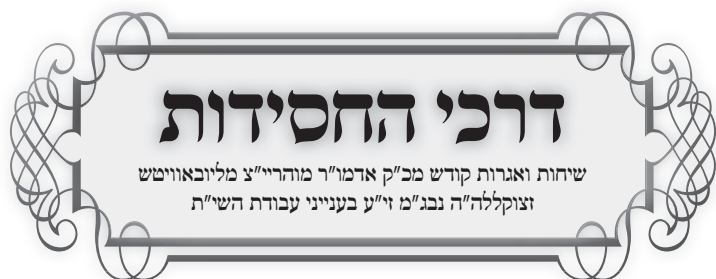 דרכי החסידות
שיחות ואגרות קודש מכ"ק אדמו"ר מוהריי"צ מליובאוויטש
זצוקללה"ה נבג"מ זי"ע בענייני עבודת השי"ת